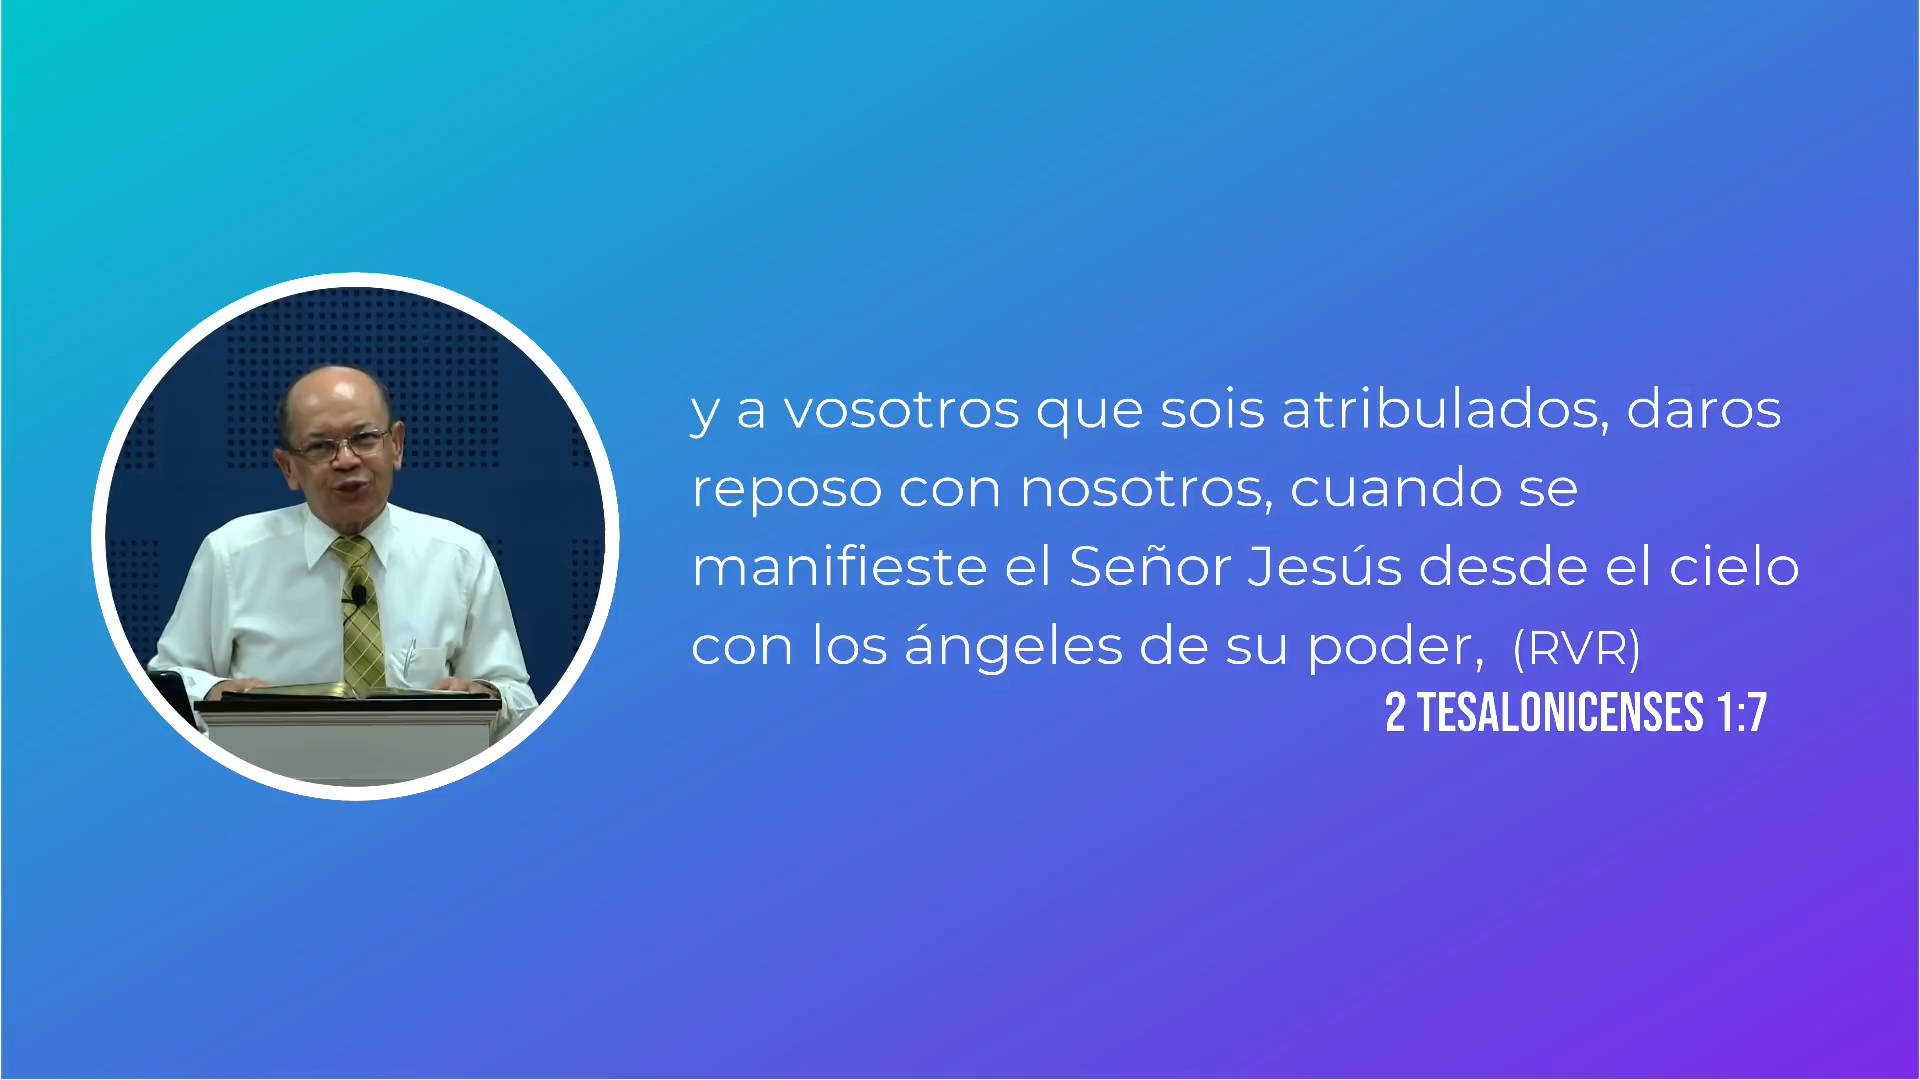 y a vosotros que sois atribulados, daros
reposo con nosotros, cuando se
manifieste el Señor Jesús desde el cielo
con los ángeles de su poder, (RVR)
2 TESALONICENSES 1:7